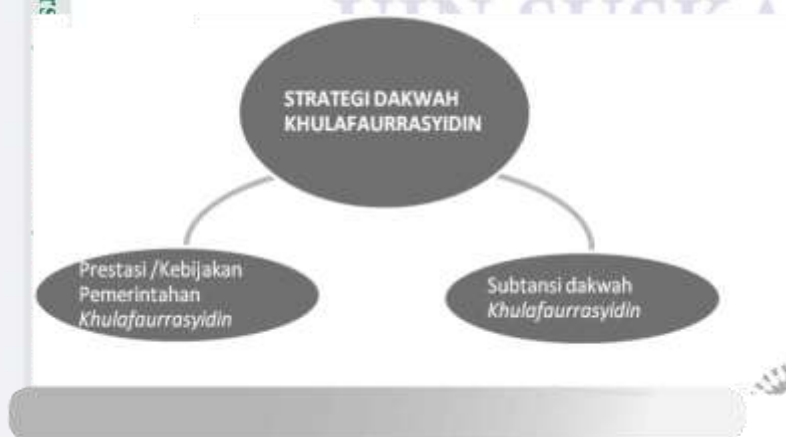 STRATEGI DAKWAH
KHULAFAURRASYIDIN
Prestasi /Kebijakan
Pemerintahan
Khulafaurrasyidin
Subtansi dakwah
Khulafaurrasyidin